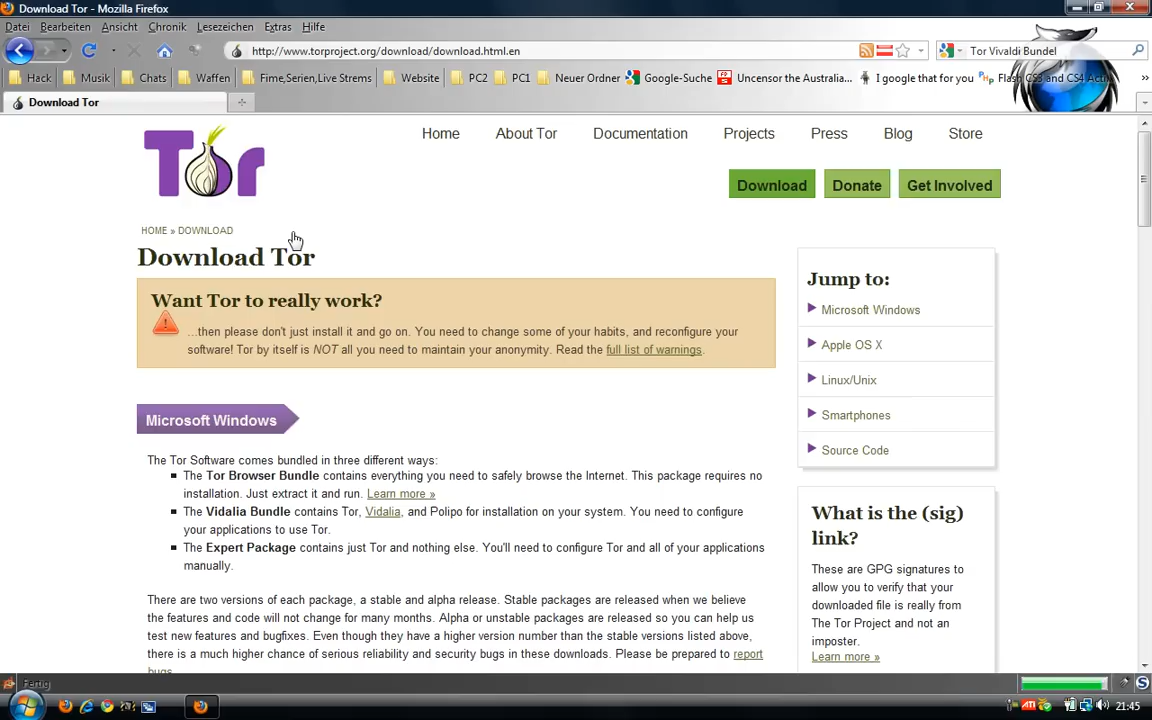 Download Tor - Mozilla Firefox
Datei Bearbeiten Ansicht Chronik Lesezeichen Extras Hilfe
http://www.torproject.org/download/download.html.en
Tor Vivaldi Bundel
Hack Musik Chats Waffen Fime,Serien,Live Strems Website PC2 PC1 Neuer Ordner Google-Suche Uncensor the Australia... I google that for you Flash CS3 and CS4 Acti... »
Download Tor
Tor
Home About Tor Documentation Projects Press Blog Store
Download Donate Get Involved
HOME » DOWNLOAD
Download Tor
Want Tor to really work?
...then please don't just install it and go on. You need to change some of your habits, and reconfigure your
software! Tor by itself is NOT all you need to maintain your anonymity. Read the full list of warnings.
Microsoft Windows
The Tor Software comes bundled in three different ways:
The Tor Browser Bundle contains everything you need to safely browse the Internet. This package requires no
installation. Just extract it and run. Learn more »
The Vidalia Bundle contains Tor, Vidalia, and Polipo for installation on your system. You need to configure
your applications to use Tor.
The Expert Package contains just Tor and nothing else. You'll need to configure Tor and all of your applications
manually.
There are two versions of each package, a stable and alpha release. Stable packages are released when we believe
the features and code will not change for many months. Alpha or unstable packages are released so you can help us
test new features and bugfixes. Even though they have a higher version number than the stable versions listed above,
there is a much higher chance of serious reliability and security bugs in these downloads. Please be prepared to report
bugs.
Jump to:
Microsoft Windows
Apple OS X
Linux/Unix
Smartphones
Source Code
What is the (sig)
link?
These are GPG signatures to
allow you to verify that your
downloaded file is really from
The Tor Project and not an
imposter.
Learn more »
Fertig
ATI
21:45